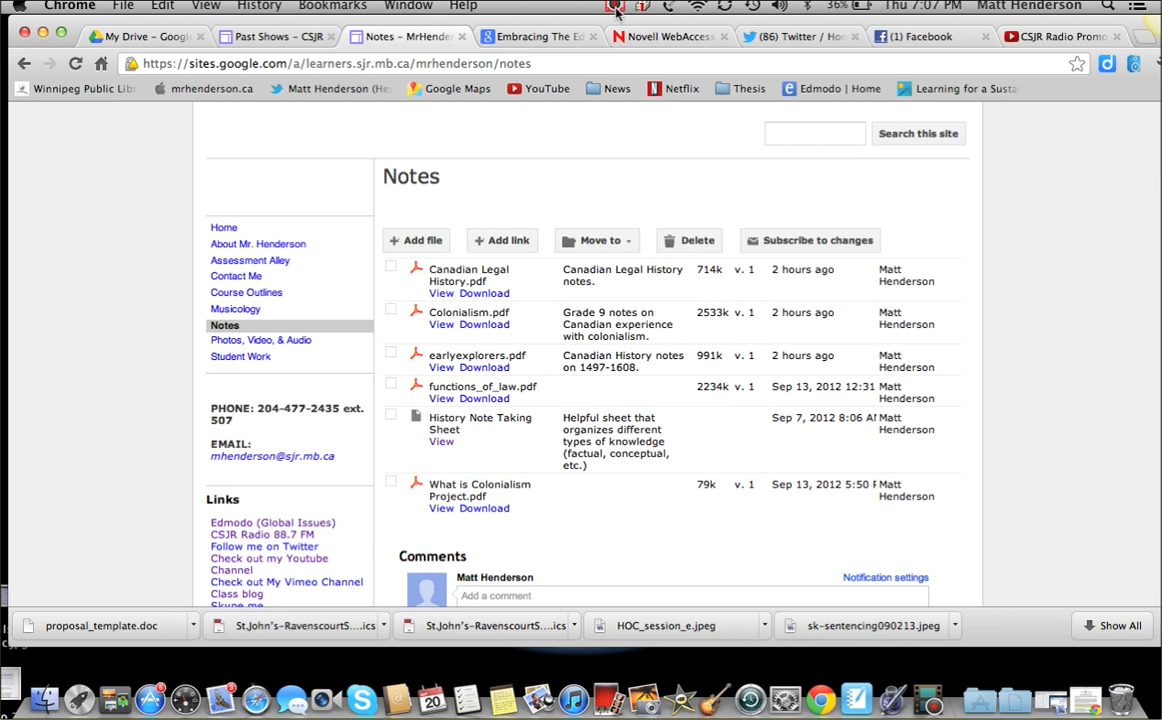 Chrome File Edit View History Bookmarks Window Help 36% Thu 7:07 PM Matt Henderson
My Drive – Googl Past Shows – CSJR Notes – MrHender Embracing The Ed Novell WebAccess (86) Twitter / Hom (1) Facebook CSJR Radio Promo
https://sites.google.com/a/learners.sjr.mb.ca/mrhenderson/notes
Winnipeg Public Libr mrhenderson.ca Matt Henderson (He Google Maps YouTube News Netflix Thesis Edmodo | Home Learning for a Susta
Search this site
Notes
Add file Add link Move to Delete Subscribe to changes
Home
About Mr. Henderson
Assessment Alley
Contact Me
Course Outlines
Musicology
Notes
Photos, Video, & Audio
Student Work
PHONE: 204-477-2435 ext.
507
EMAIL:
mhenderson@sjr.mb.ca
Links
Edmodo (Global Issues)
CSJR Radio 88.7 FM
Follow me on Twitter
Check out my Youtube
Channel
Check out My Vimeo Channel
Class blog
Skype me
Canadian Legal Canadian Legal History 714k v. 1 2 hours ago Matt
History.pdf notes. Henderson
View Download
Colonialism.pdf Grade 9 notes on 2533k v. 1 2 hours ago Matt
View Download Canadian experience Henderson
with colonialism.
earlyexplorers.pdf Canadian History notes 991k v. 1 2 hours ago Matt
View Download on 1497-1608. Henderson
functions_of_law.pdf 2234k v. 1 Sep 13, 2012 12:31 Matt
View Download Henderson
History Note Taking Helpful sheet that Sep 7, 2012 8:06 AM Matt
Sheet organizes different Henderson
View types of knowledge
(factual, conceptual,
etc.)
What is Colonialism 79k v. 1 Sep 13, 2012 5:50 P Matt
Project.pdf Henderson
View Download
Comments
Matt Henderson Notification settings
Add a comment
proposal_template.doc St.John's-RavenscourtS....ics St.John's-RavenscourtS....ics HOC_session_e.jpeg sk-sentencing090213.jpeg Show All